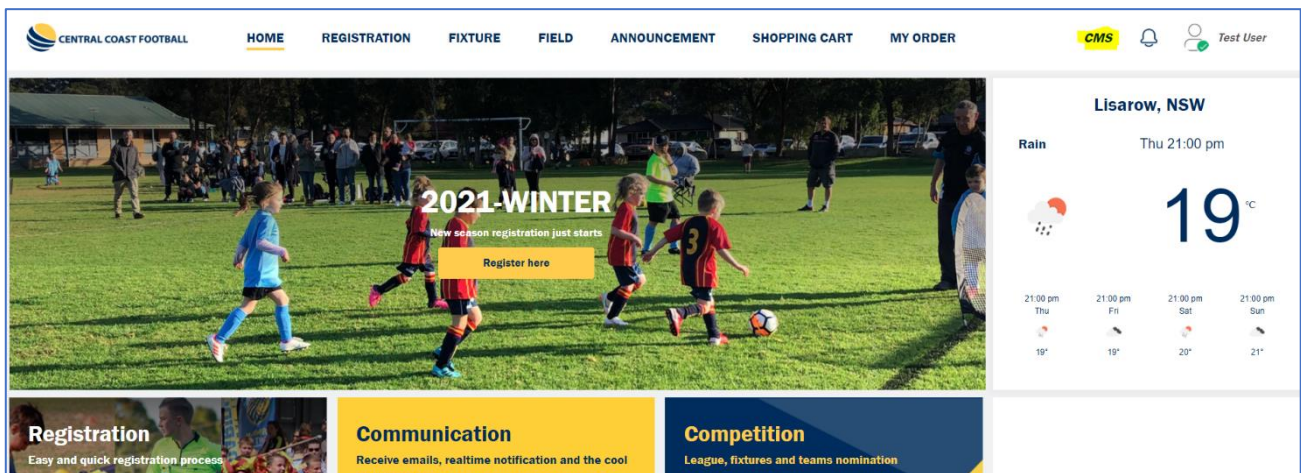 CENTRAL COAST FOOTBALL
HOME REGISTRATION FIXTURE FIELD ANNOUNCEMENT SHOPPING CART MY ORDER
CMS Test User
2021-WINTER
New season registration just starts
Register here
3
Lisarow, NSW
Rain Thu 21:00 pm
19 °C
21:00 pm 21:00 pm 21:00 pm 21:00 pm
Thu Fri Sat Sun
19° 19° 20° 21°
Registration
Easy and quick registration process
Communication
Receive emails, realtime notification and the cool
Competition
League, fixtures and teams nomination